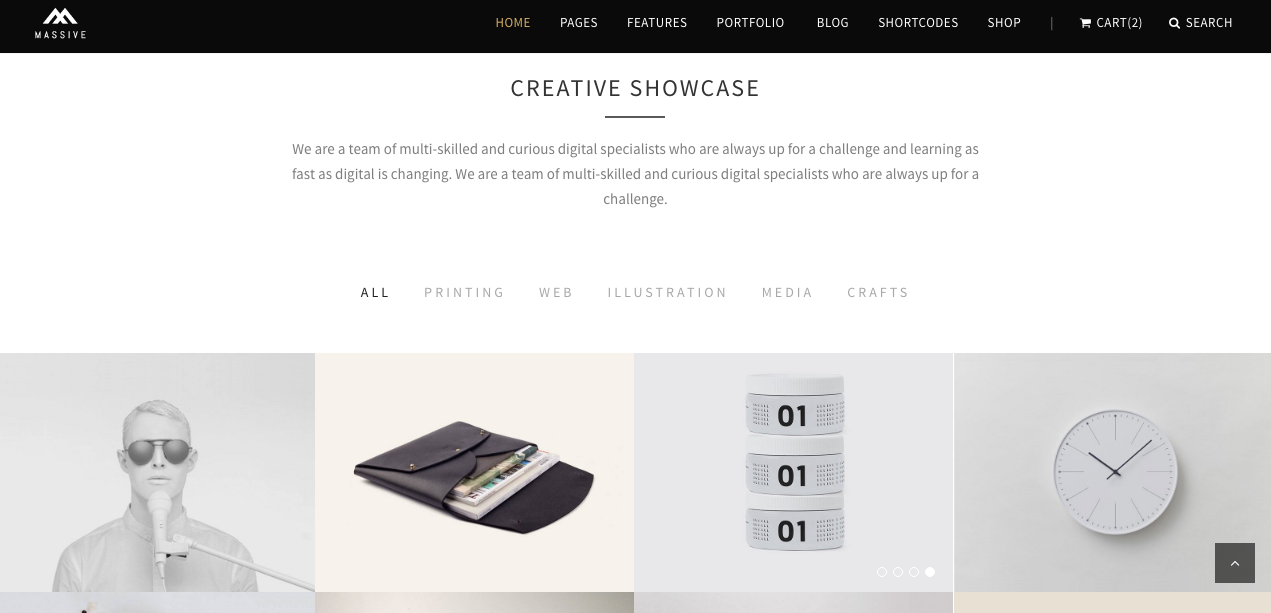 MASSIVE
HOME PAGES FEATURES PORTFOLIO BLOG SHORTCODES SHOP | CART(2) SEARCH
CREATIVE SHOWCASE
We are a team of multi-skilled and curious digital specialists who are always up for a challenge and learning as
fast as digital is changing. We are a team of multi-skilled and curious digital specialists who are always up for a
challenge.
ALL PRINTING WEB ILLUSTRATION MEDIA CRAFTS
01
01
01